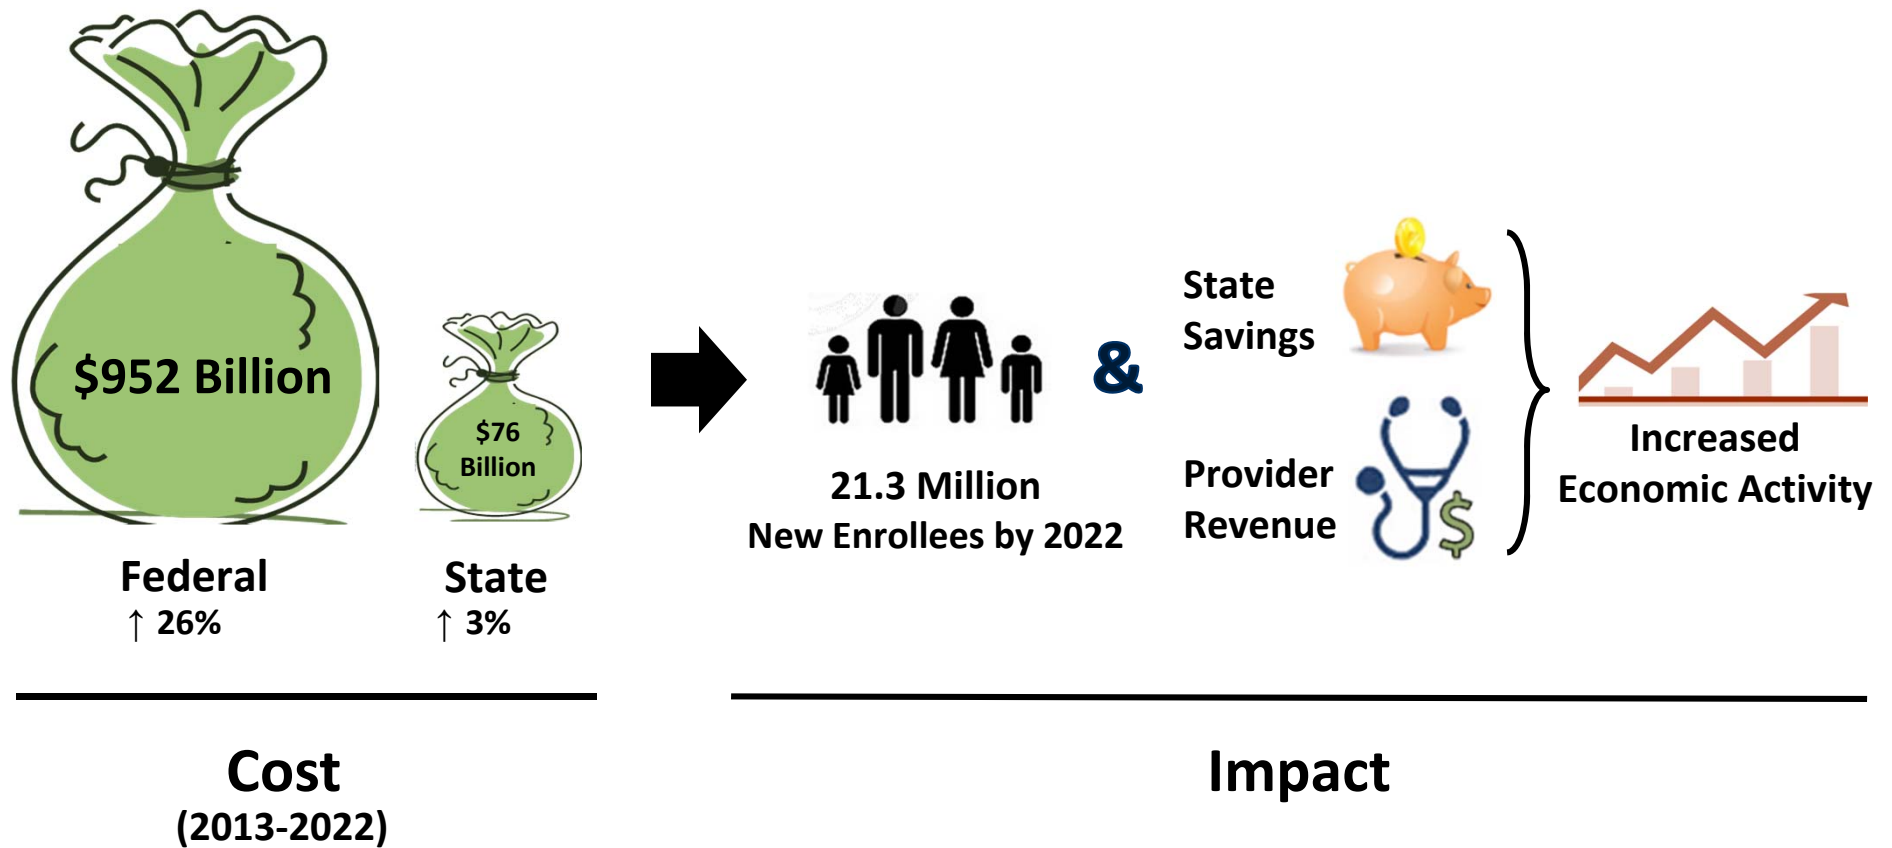 $952 Billion
$76
Billion
Federal
↑ 26%
State
↑ 3%
Cost
(2013-2022)
21.3 Million
New Enrollees by 2022
&
State
Savings
Provider
Revenue
$
Increased
Economic Activity
Impact